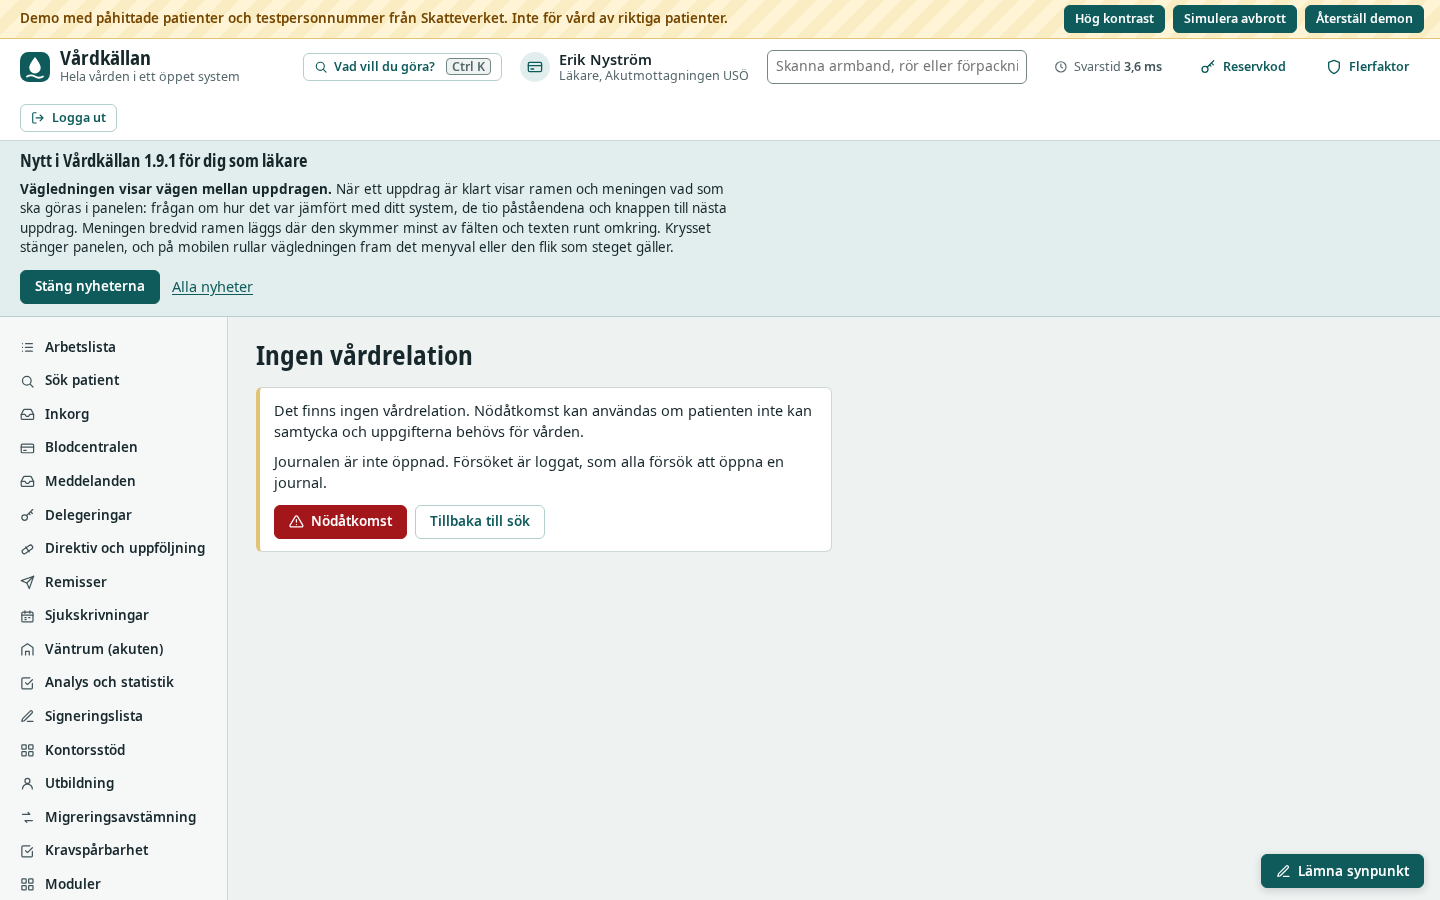 Demo med påhittade patienter och testpersonnummer från Skatteverket. Inte för vård av riktiga patienter.
Hög kontrast
Simulera avbrott
Återställ demon
Vårdkällan
Hela vården i ett öppet system
Vad vill du göra? Ctrl K
Erik Nyström
Läkare, Akutmottagningen USÖ
Skanna armband, rör eller förpackni
Svarstid 3,6 ms
Reservkod
Flerfaktor
Logga ut
Nytt i Vårdkällan 1.9.1 för dig som läkare
Vägledningen visar vägen mellan uppdragen. När ett uppdrag är klart visar ramen och meningen vad som
ska göras i panelen: frågan om hur det var jämfört med ditt system, de tio påståendena och knappen till nästa
uppdrag. Meningen bredvid ramen läggs där den skymmer minst av fälten och texten runt omkring. Krysset
stänger panelen, och på mobilen rullar vägledningen fram det menyval eller den flik som steget gäller.
Stäng nyheterna
Alla nyheter
Arbetslista
Sök patient
Inkorg
Blodcentralen
Meddelanden
Delegeringar
Direktiv och uppföljning
Remisser
Sjukskrivningar
Väntrum (akuten)
Analys och statistik
Signeringslista
Kontorsstöd
Utbildning
Migreringsavstämning
Kravspårbarhet
Moduler
Ingen vårdrelation
Det finns ingen vårdrelation. Nödåtkomst kan användas om patienten inte kan
samtycka och uppgifterna behövs för vården.
Journalen är inte öppnad. Försöket är loggat, som alla försök att öppna en
journal.
Nödåtkomst
Tillbaka till sök
Lämna synpunkt